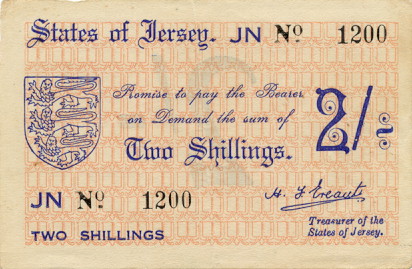 States of Jersey. JN Nº 1200
Promise to pay the Bearer
on Demand the sum of
Two Shillings.
2/-
JN Nº 1200
H. F. Ereaut
Treasurer of the
States of Jersey.
TWO SHILLINGS